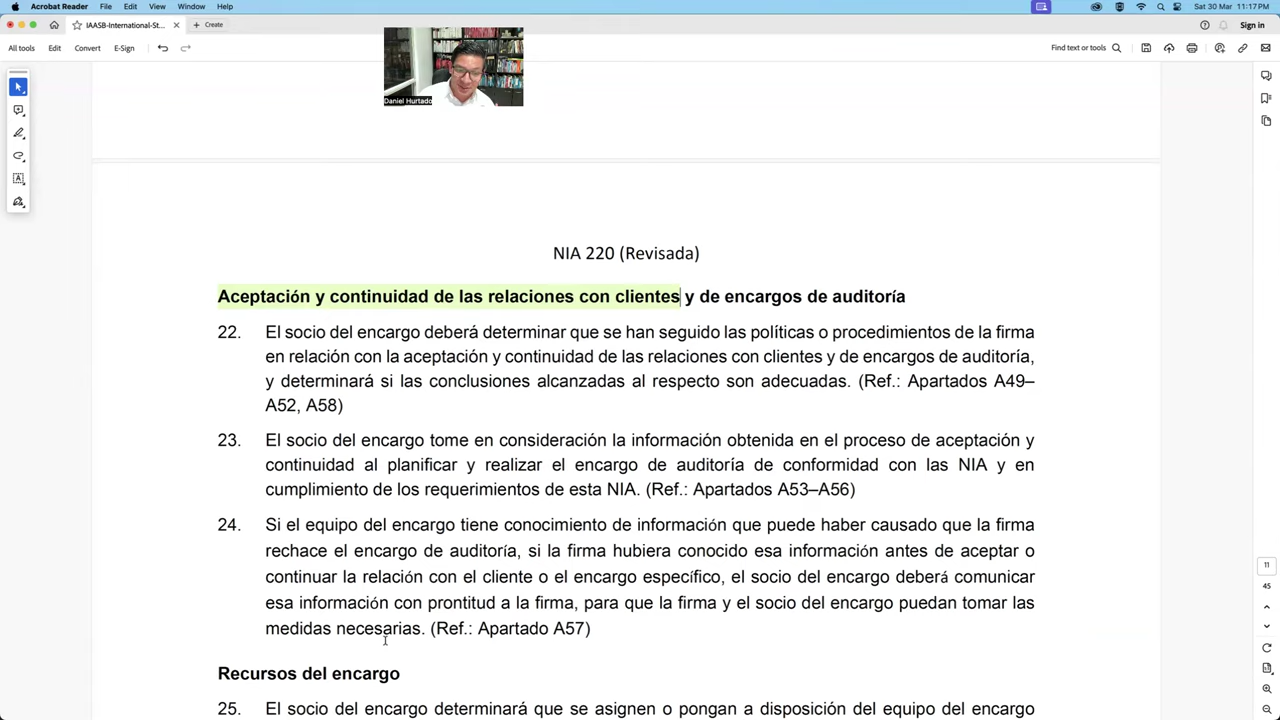 Acrobat Reader File Edit View Window Help Sat 30 Mar 11:17 PM
IAASB-International-St... × + Create Sign in
All tools Edit Convert E-Sign Find text or tools
Daniel Hurtado
NIA 220 (Revisada)
Aceptación y continuidad de las relaciones con clientes y de encargos de auditoría
22. El socio del encargo deberá determinar que se han seguido las políticas o procedimientos de la firma
en relación con la aceptación y continuidad de las relaciones con clientes y de encargos de auditoría,
y determinará si las conclusiones alcanzadas al respecto son adecuadas. (Ref.: Apartados A49–
A52, A58)
23. El socio del encargo tome en consideración la información obtenida en el proceso de aceptación y
continuidad al planificar y realizar el encargo de auditoría de conformidad con las NIA y en
cumplimiento de los requerimientos de esta NIA. (Ref.: Apartados A53–A56)
24. Si el equipo del encargo tiene conocimiento de información que puede haber causado que la firma
rechace el encargo de auditoría, si la firma hubiera conocido esa información antes de aceptar o
continuar la relación con el cliente o el encargo específico, el socio del encargo deberá comunicar
esa información con prontitud a la firma, para que la firma y el socio del encargo puedan tomar las
medidas necesarias. (Ref.: Apartado A57)
11
45
Recursos del encargo
25. El socio del encargo determinará que se asignen o pongan a disposición del equipo del encargo